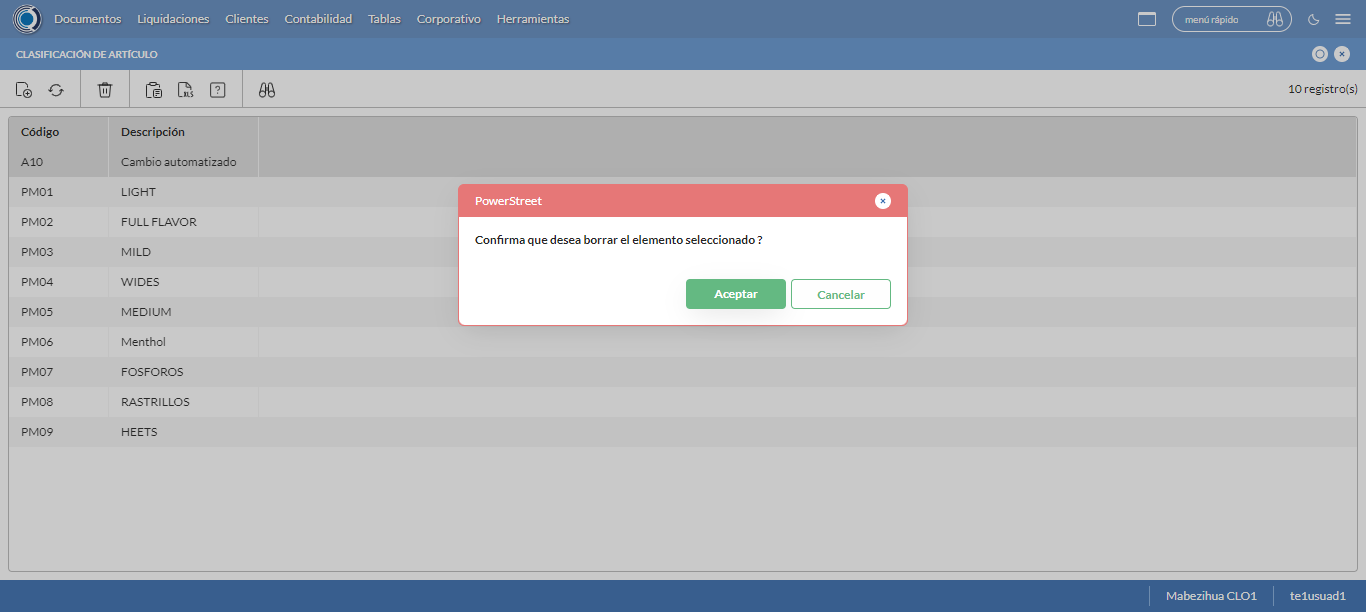 Documentos Liquidaciones Clientes Contabilidad Tablas Corporativo Herramientas menú rápido
CLASIFICACIÓN DE ARTÍCULO
XLS ? 10 registro(s)
Código Descripción
A10 Cambio automatizado
PM01 LIGHT
PM02 FULL FLAVOR
PM03 MILD
PM04 WIDES
PM05 MEDIUM
PM06 Menthol
PM07 FOSFOROS
PM08 RASTRILLOS
PM09 HEETS
PowerStreet
Confirma que desea borrar el elemento seleccionado ?
Aceptar Cancelar
Mabezihua CLO1 te1usuad1